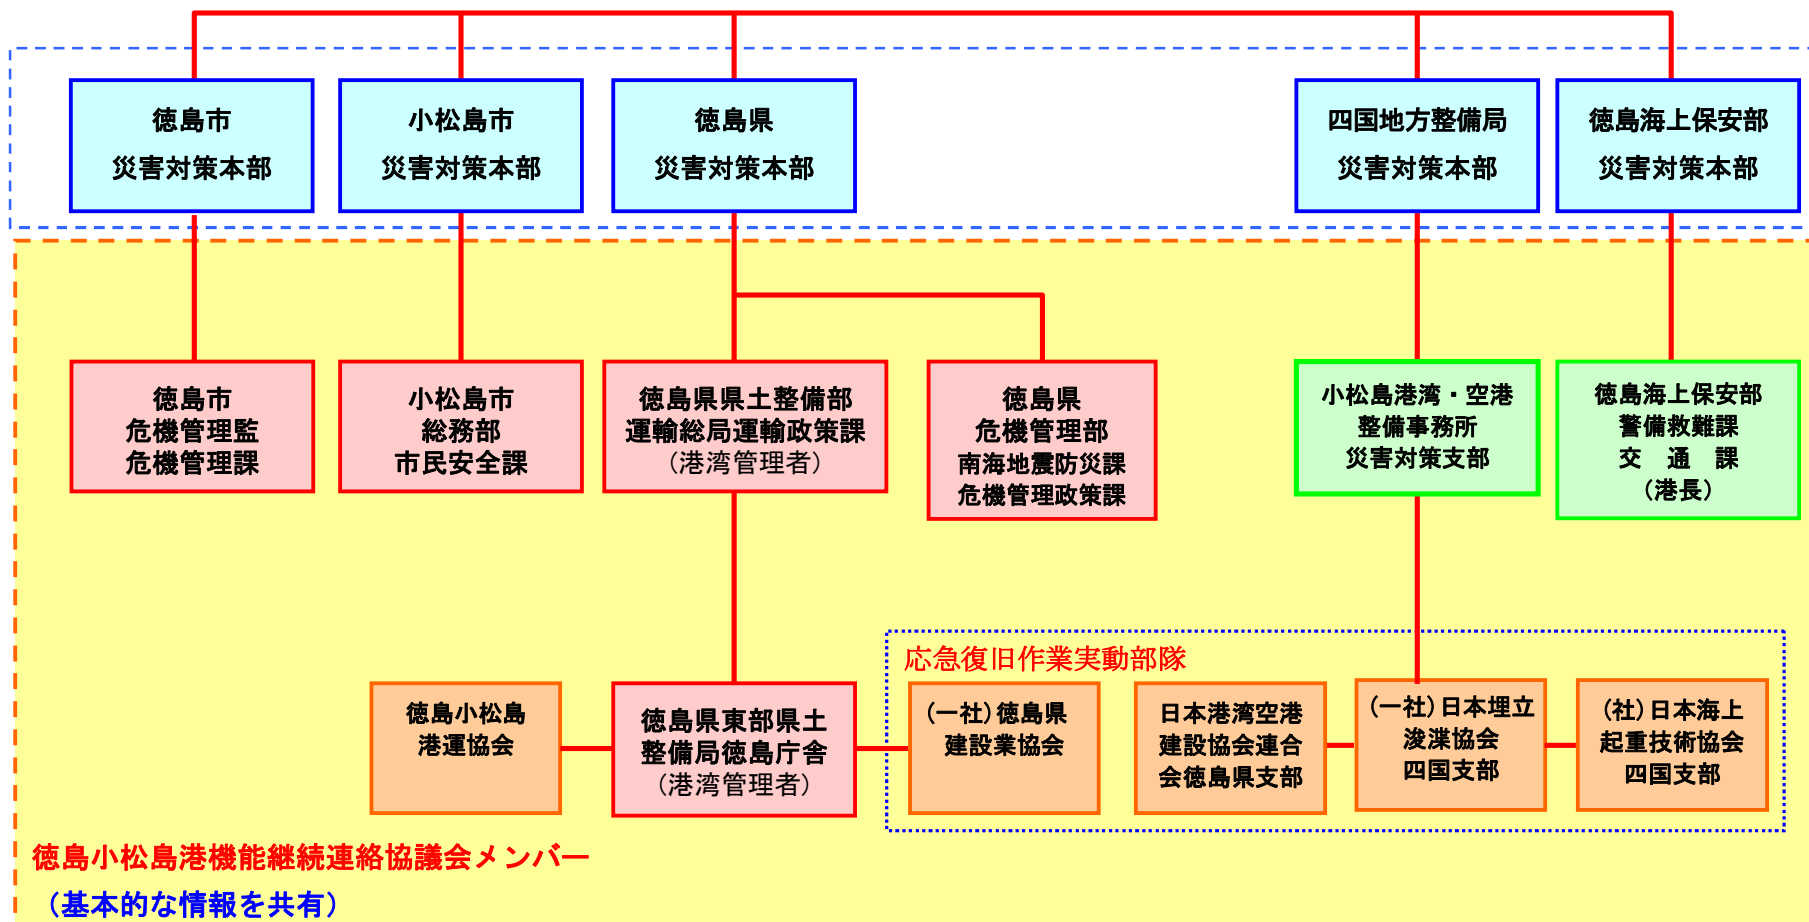 徳島市
災害対策本部
小松島市
災害対策本部
徳島県
災害対策本部
四国地方整備局
災害対策本部
徳島海上保安部
災害対策本部
徳島市
危機管理監
危機管理課
小松島市
総務部
市民安全課
徳島県県土整備部
運輸総局運輸政策課
（港湾管理者）
徳島県
危機管理部
南海地震防災課
危機管理政策課
小松島港湾・空港
整備事務所
災害対策支部
徳島海上保安部
警備救難課
交　通　課
（港長）
応急復旧作業実動部隊
徳島小松島
港運協会
徳島県東部県土
整備局徳島庁舎
（港湾管理者）
（一社）徳島県
建設業協会
日本港湾空港
建設協会連合
会徳島県支部
（一社）日本埋立
浚渫協会
四国支部
（社）日本海上
起重技術協会
四国支部
徳島小松島港機能継続連絡協議会メンバー
（基本的な情報を共有）